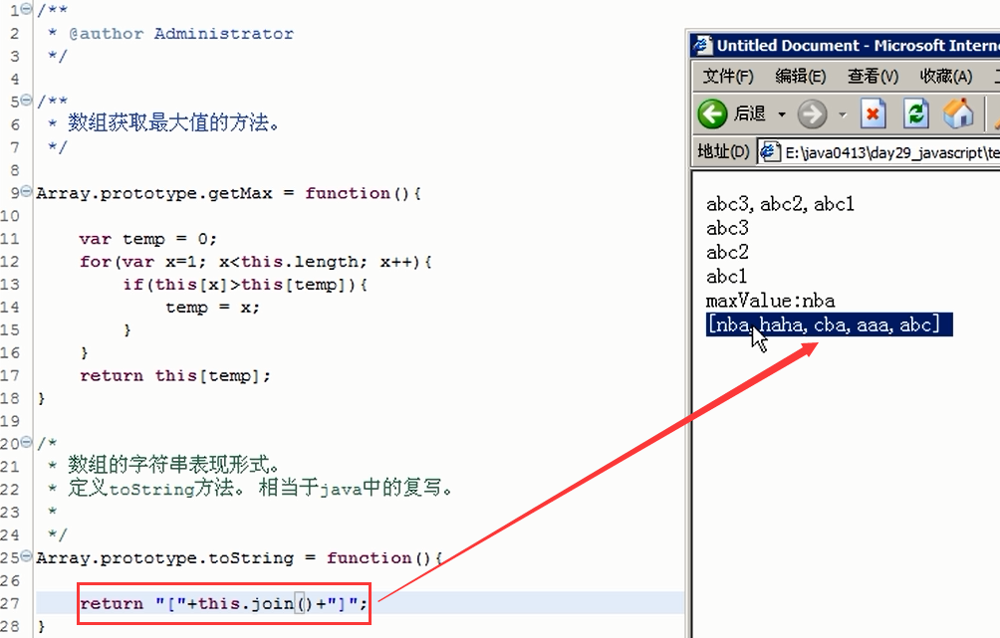 1 /**
2  * @author Administrator
3  */
4
5 /**
6  * 数组获取最大值的方法。
7  */
8
9 Array.prototype.getMax = function(){
10
11     var temp = 0;
12     for(var x=1; x<this.length; x++){
13         if(this[x]>this[temp]){
14             temp = x;
15         }
16     }
17     return this[temp];
18 }
19
20 /*
21  * 数组的字符串表现形式。
22  * 定义toString方法。 相当于java中的复写。
23  *
24  */
25 Array.prototype.toString = function(){
26
27     return "["+this.join()+"]";
28 }
Untitled Document - Microsoft Intern
文件(F) 编辑(E) 查看(V) 收藏(A)
后退
地址(D) E:\java0413\day29_javascript\te
abc3,abc2,abc1
abc3
abc2
abc1
maxValue:nba
[nba,haha,cba,aaa,abc]